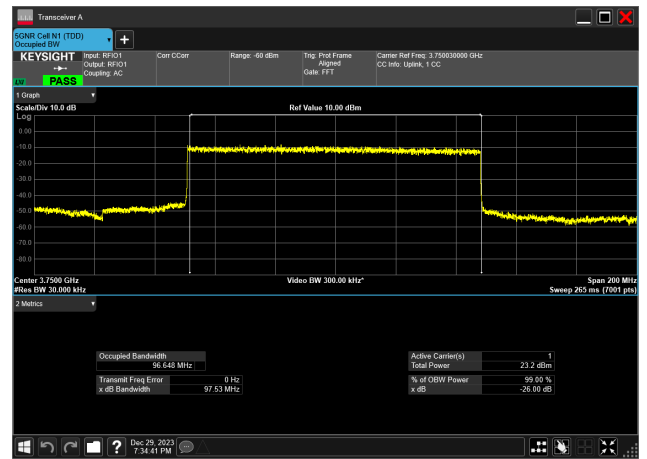 Transceiver A
5GNR Cell N1 (TDD)
Occupied BW
+
KEYSIGHT
Input: RFIO1
Output: RFIO1
Coupling: AC
Corr CCorr
Range: -60 dBm
Trig: Prot Frame
Aligned
Gate: FFT
Carrier Ref Freq: 3.750030000 GHz
CC Info: Uplink, 1 CC
PASS
1 Graph
Scale/Div 10.0 dB
Ref Value 10.00 dBm
Log
0.00
-10.0
-20.0
-30.0
-40.0
-50.0
-60.0
-70.0
-80.0
Center 3.7500 GHz
Video BW 300.00 kHz*
Span 200 MHz
#Res BW 30.000 kHz
Sweep 265 ms (7001 pts)
2 Metrics
Occupied Bandwidth
96.648 MHz
Active Carrier(s) 1
Total Power 23.2 dBm
Transmit Freq Error 0 Hz
x dB Bandwidth 97.53 MHz
% of OBW Power 99.00 %
x dB -26.00 dB
?
Dec 29, 2023
7:34:41 PM